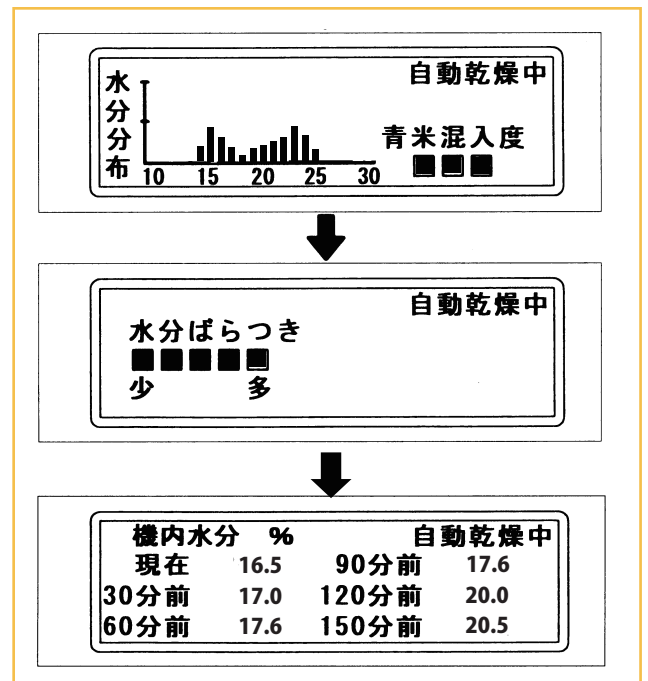 自動乾燥中
水分分布
青米混入度
10 15 20 25 30
自動乾燥中
水分ばらつき
少 多
機内水分 % 自動乾燥中
現在 16.5 90分前 17.6
30分前 17.0 120分前 20.0
60分前 17.6 150分前 20.5